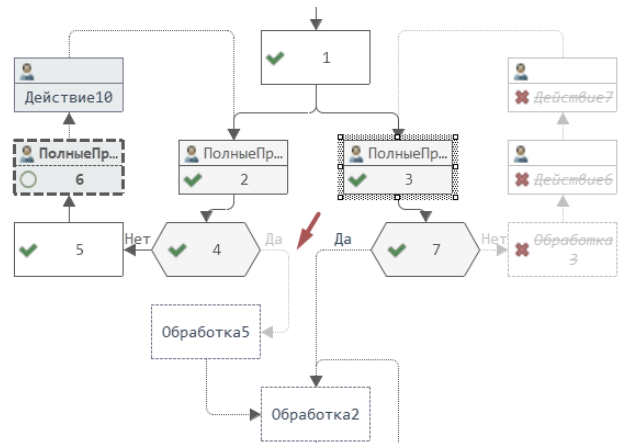 1
Действие10
Действие7
ПолныеПр...
6
ПолныеПр...
2
ПолныеПр...
3
Действие6
5
Нет
4
Да
Да
7
Нет
Обработка
3
Обработка5
Обработка2